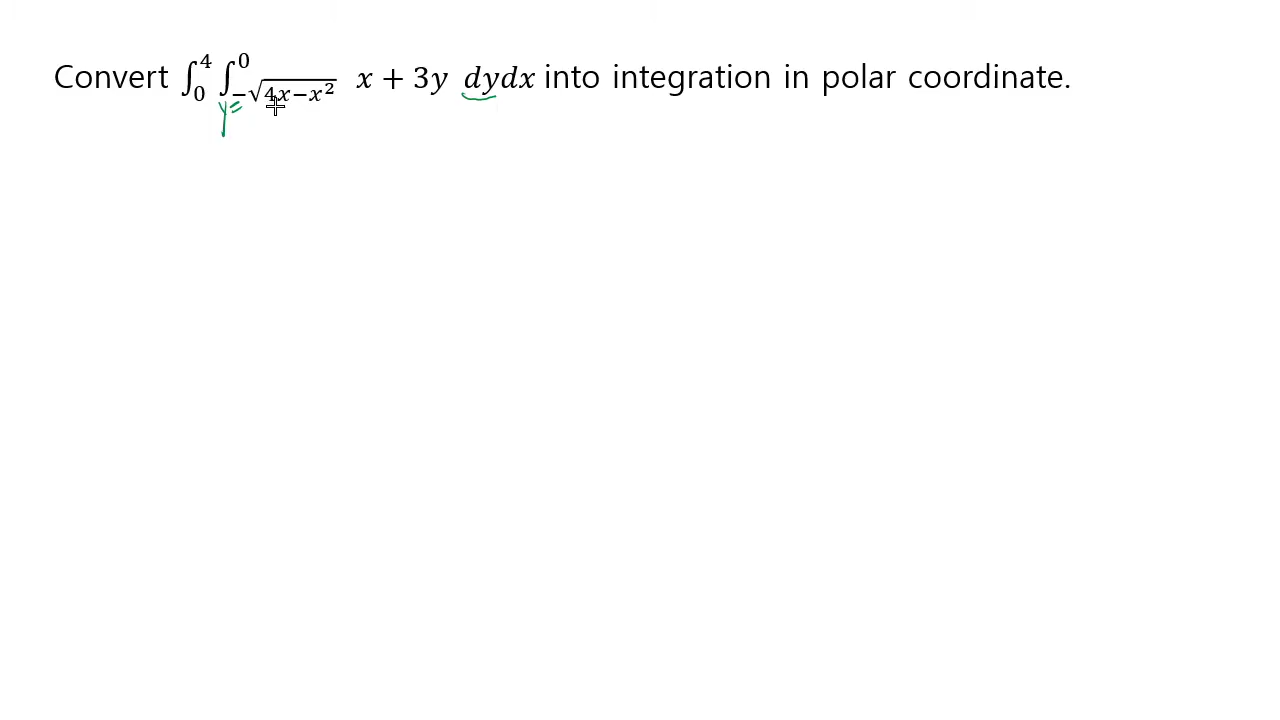 Convert ∫₀⁴ ∫_{−√(4x−x²)}^0 x + 3y dydx into integration in polar coordinate.
y=